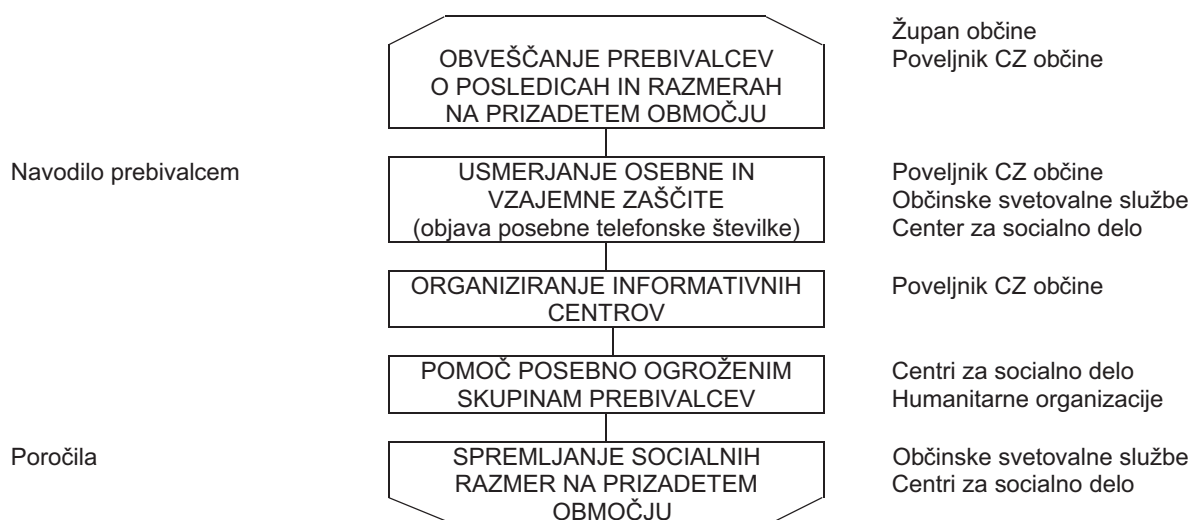 OBVEŠČANJE PREBIVALCEV
O POSLEDICAH IN RAZMERAH
NA PRIZADETEM OBMOČJU
Župan občine
Poveljnik CZ občine
Navodilo prebivalcem
USMERJANJE OSEBNE IN
VZAJEMNE ZAŠČITE
(objava posebne telefonske številke)
Poveljnik CZ občine
Občinske svetovalne službe
Center za socialno delo
ORGANIZIRANJE INFORMATIVNIH
CENTROV
Poveljnik CZ občine
POMOČ POSEBNO OGROŽENIM
SKUPINAM PREBIVALCEV
Centri za socialno delo
Humanitarne organizacije
Poročila
SPREMLJANJE SOCIALNIH
RAZMER NA PRIZADETEM
OBMOČJU
Občinske svetovalne službe
Centri za socialno delo